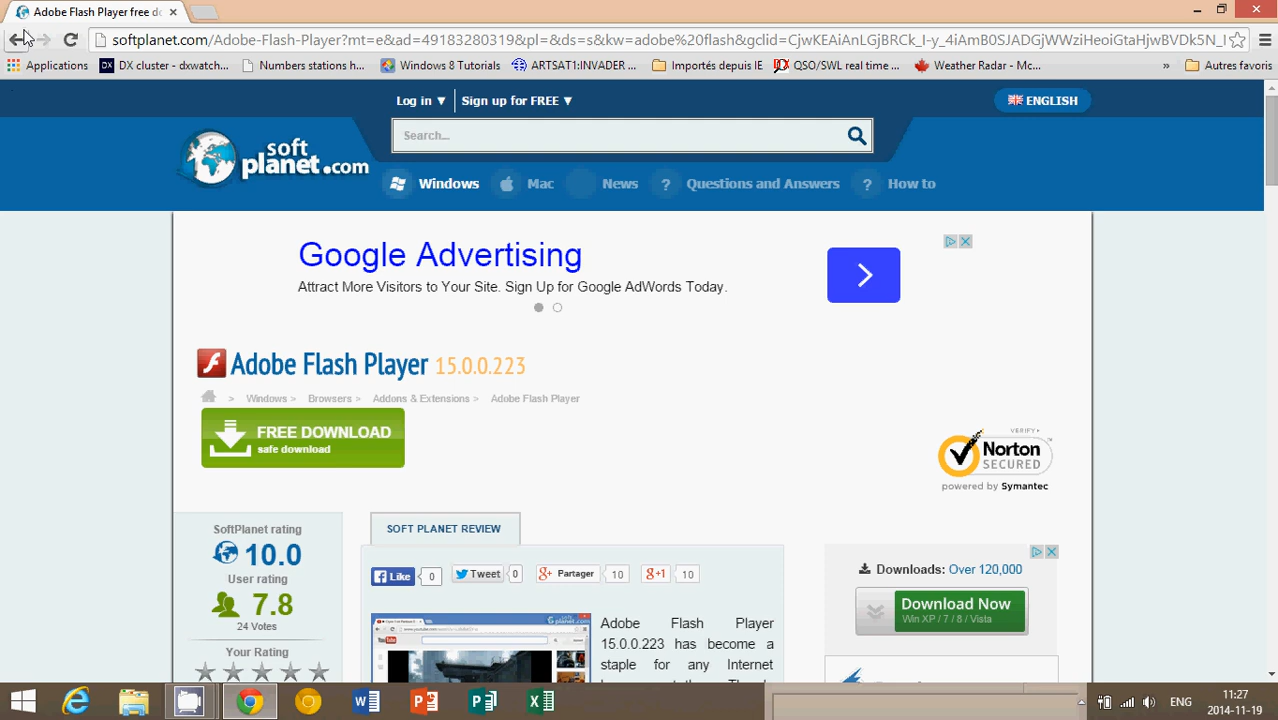 Adobe Flash Player free do
softplanet.com/Adobe-Flash-Player?mt=e&ad=49183280319&pl=&as=s&kw=adobe%20flash&gclid=CjwKEAiAnLGjBRCk_I-y_4iAmB0SJADGJWWziHeoiGtaHjwBVDk5N_l
Applications
DX cluster - dxwatch...
Numbers stations h...
Windows 8 Tutorials
ARTSAT1:INVADER ...
Importés depuis IE
QSO/SWL real time ...
Weather Radar - Mc...
»
Autres favoris
Log in ▼
Sign up for FREE ▼
ENGLISH
Search...
soft
planet.com
Windows
Mac
News
? Questions and Answers
? How to
Google Advertising
Attract More Visitors to Your Site. Sign Up for Google AdWords Today.
Adobe Flash Player 15.0.0.223
> Windows > Browsers > Addons & Extensions > Adobe Flash Player
FREE DOWNLOAD
safe download
VERIFY
Norton
SECURED
powered by Symantec
SoftPlanet rating
10.0
User rating
7.8
24 Votes
Your Rating
SOFT PLANET REVIEW
Like 0
Tweet 0
g+ Partager 10
g+1 10
Adobe Flash Player
15.0.0.223 has become a
staple for any Internet
Downloads: Over 120,000
Download Now
Win XP / 7 / 8 / Vista
ENG
11:27
2014-11-19